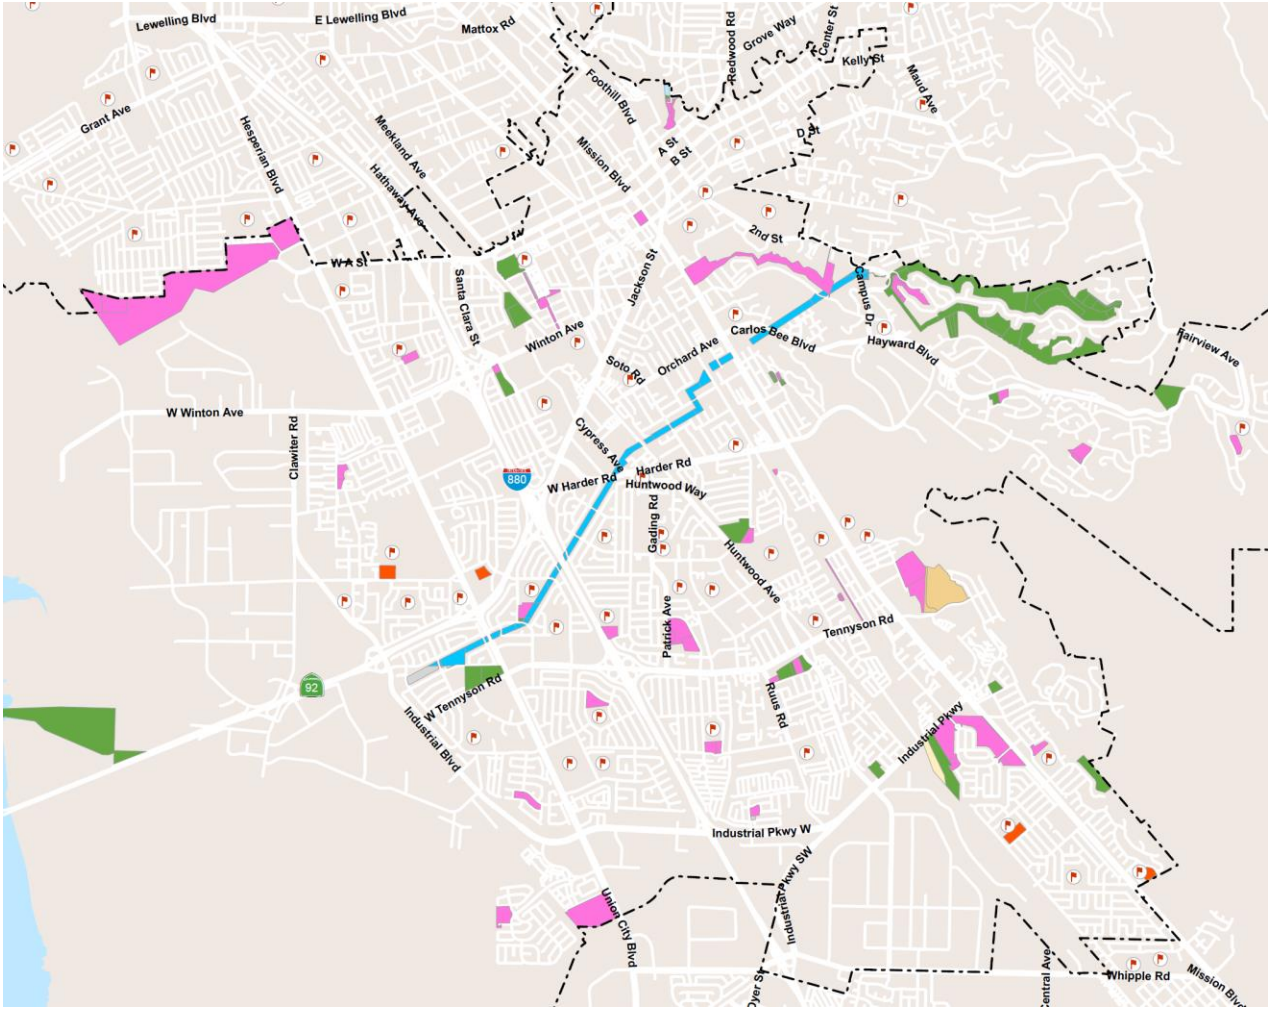 Lewelling Blvd
E Lewelling Blvd
Mattox Rd
Redwood Rd
Grove Way
Center St
Kelly St
Maud Ave
Foothill Blvd
Grant Ave
Hesperian Blvd
Meekland Ave
Hathaway Ave
Mission Blvd
A St
B St
D St
2nd St
W A St
Santa Clara St
Jackson St
Winton Ave
Campus Dr
Carlos Bee Blvd
Hayward Blvd
Fairview Ave
Soto Rd
Orchard Ave
W Winton Ave
Clawiter Rd
Cypress Ave
880
W Harder Rd
Harder Rd
Huntwood Way
Gading Rd
Huntwood Ave
Patrick Ave
Tennyson Rd
92
W Tennyson Rd
Industrial Blvd
Ruus Rd
Industrial Pkwy
Industrial Pkwy W
Industrial Pkwy SW
Union City Blvd
Dyer St
Central Ave
Whipple Rd
Mission Blvd